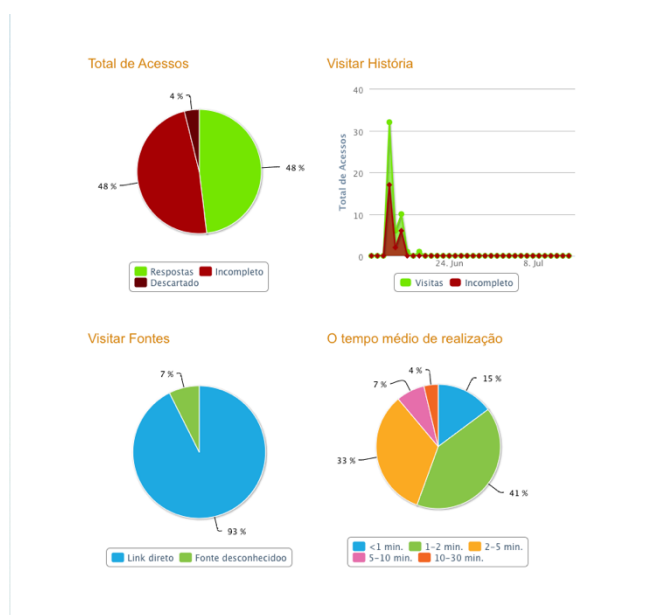 Total de Acessos
4 %
48 %
48 %
Respostas Incompleto
Descartado
Visitar História
Total de Acessos
40
30
20
10
0
24. Jun 8. Jul
Visitas Incompleto
Visitar Fontes
7 %
93 %
Link direto Fonte desconhecidoo
O tempo médio de realização
4 %
15 %
7 %
33 %
41 %
<1 min. 1-2 min. 2-5 min.
5-10 min. 10-30 min.